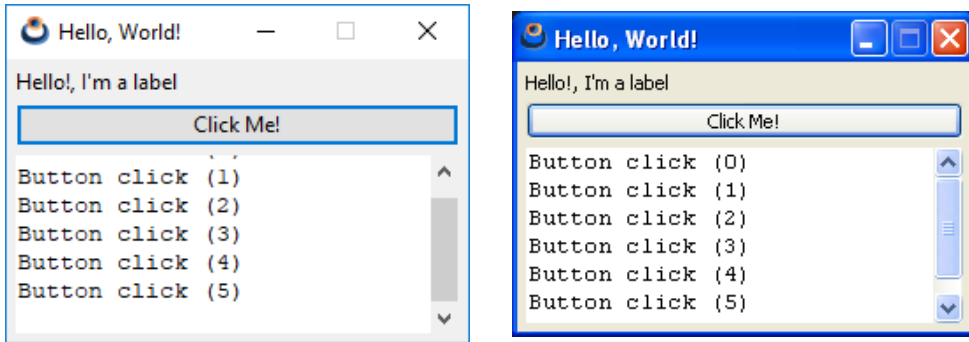 Hello, World!
Hello!, I'm a label
Click Me!
Button click (1)
Button click (2)
Button click (3)
Button click (4)
Button click (5)
Hello, World!
Hello!, I'm a label
Click Me!
Button click (0)
Button click (1)
Button click (2)
Button click (3)
Button click (4)
Button click (5)